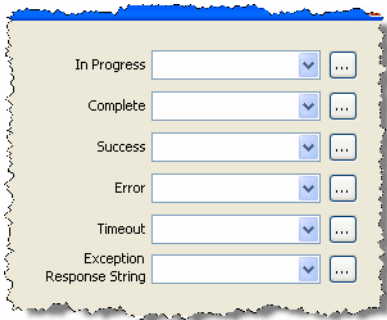 In Progress
...
Complete
...
Success
...
Error
...
Timeout
...
Exception
Response String
...